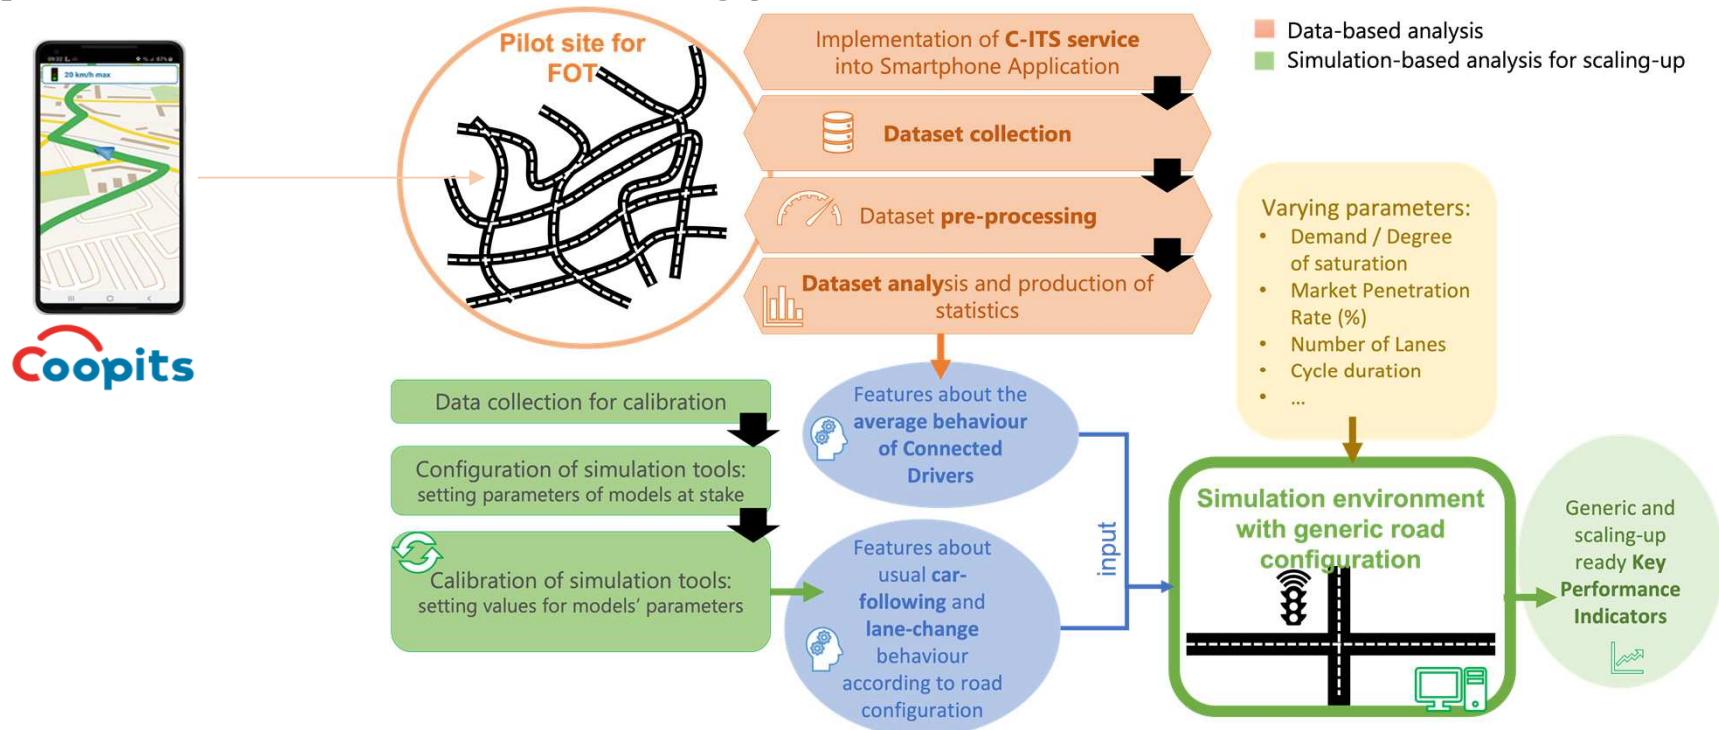 20 km/h max
Coopits
Pilot site for
FOT
Implementation of C-ITS service
into Smartphone Application
Dataset collection
Dataset pre-processing
Dataset analysis and production of
statistics
Data-based analysis
Simulation-based analysis for scaling-up
Varying parameters:
• Demand / Degree
of saturation
• Market Penetration
Rate (%)
• Number of Lanes
• Cycle duration
• ...
Data collection for calibration
Configuration of simulation tools:
setting parameters of models at stake
Calibration of simulation tools:
setting values for models' parameters
Features about the
average behaviour
of Connected
Drivers
Features about
usual car-
following and
lane-change
behaviour
according to road
configuration
input
Simulation environment
with generic road
configuration
Generic and
scaling-up
ready Key
Performance
Indicators